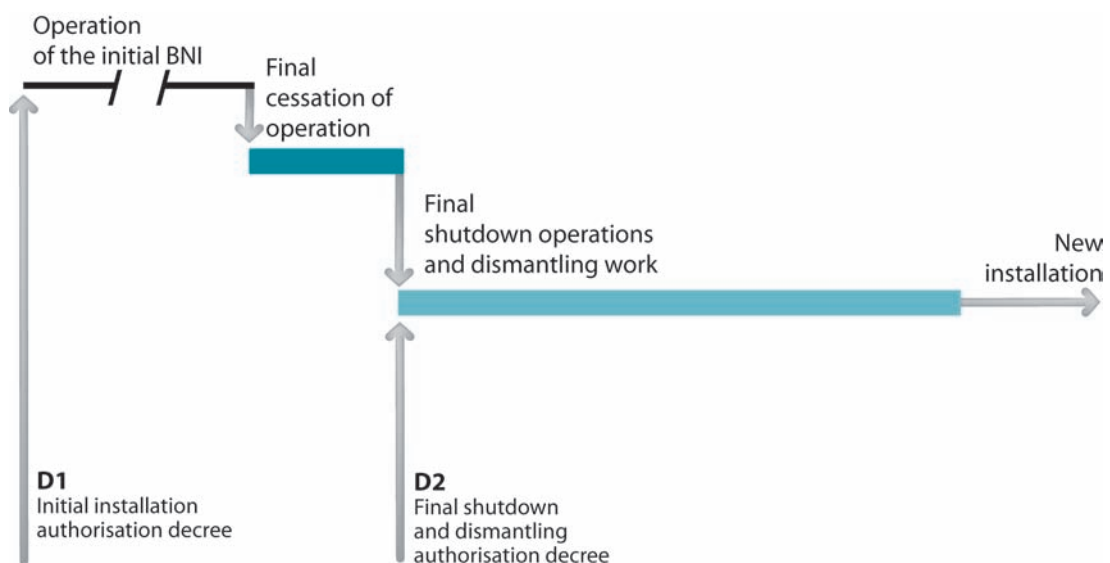 Operation
of the initial BNI
Final
cessation of
operation
Final
shutdown operations
and dismantling work
New
installation
D1
Initial installation
authorisation decree
D2
Final shutdown
and dismantling
authorisation decree